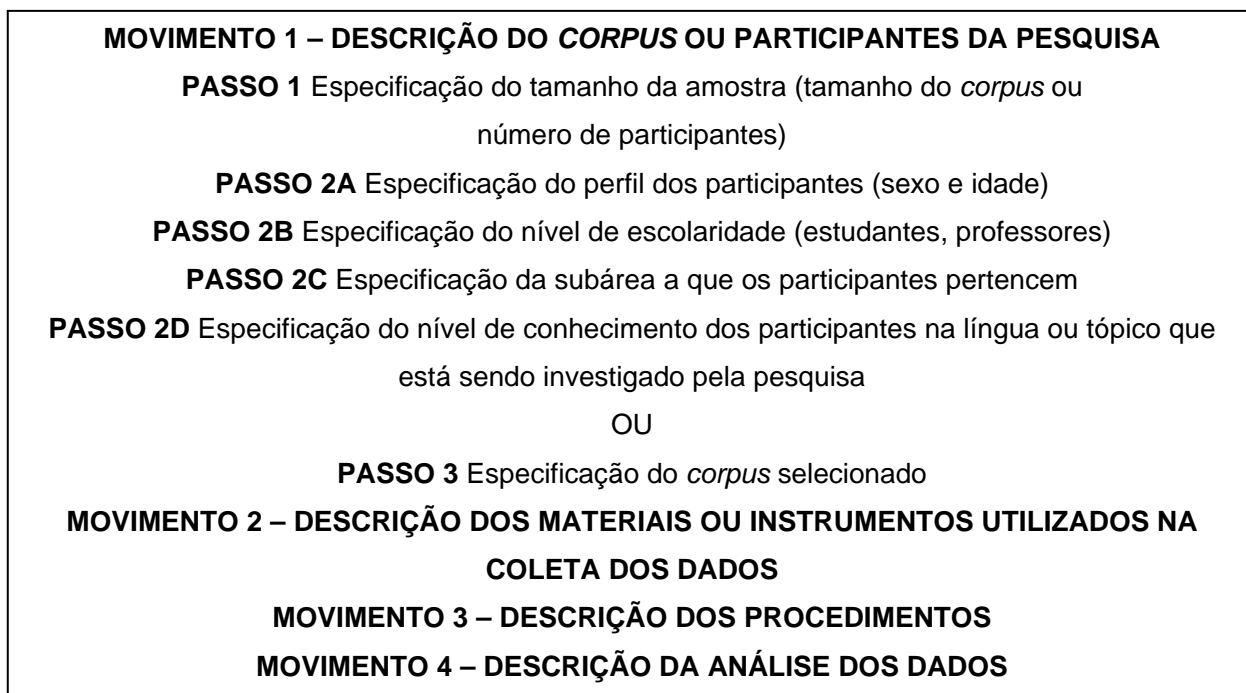 MOVIMENTO 1 – DESCRIÇÃO DO CORPUS OU PARTICIPANTES DA PESQUISA
PASSO 1 Especificação do tamanho da amostra (tamanho do corpus ou
número de participantes)
PASSO 2A Especificação do perfil dos participantes (sexo e idade)
PASSO 2B Especificação do nível de escolaridade (estudantes, professores)
PASSO 2C Especificação da subárea a que os participantes pertencem
PASSO 2D Especificação do nível de conhecimento dos participantes na língua ou tópico que
está sendo investigado pela pesquisa
OU
PASSO 3 Especificação do corpus selecionado
MOVIMENTO 2 – DESCRIÇÃO DOS MATERIAIS OU INSTRUMENTOS UTILIZADOS NA
COLETA DOS DADOS
MOVIMENTO 3 – DESCRIÇÃO DOS PROCEDIMENTOS
MOVIMENTO 4 – DESCRIÇÃO DA ANÁLISE DOS DADOS